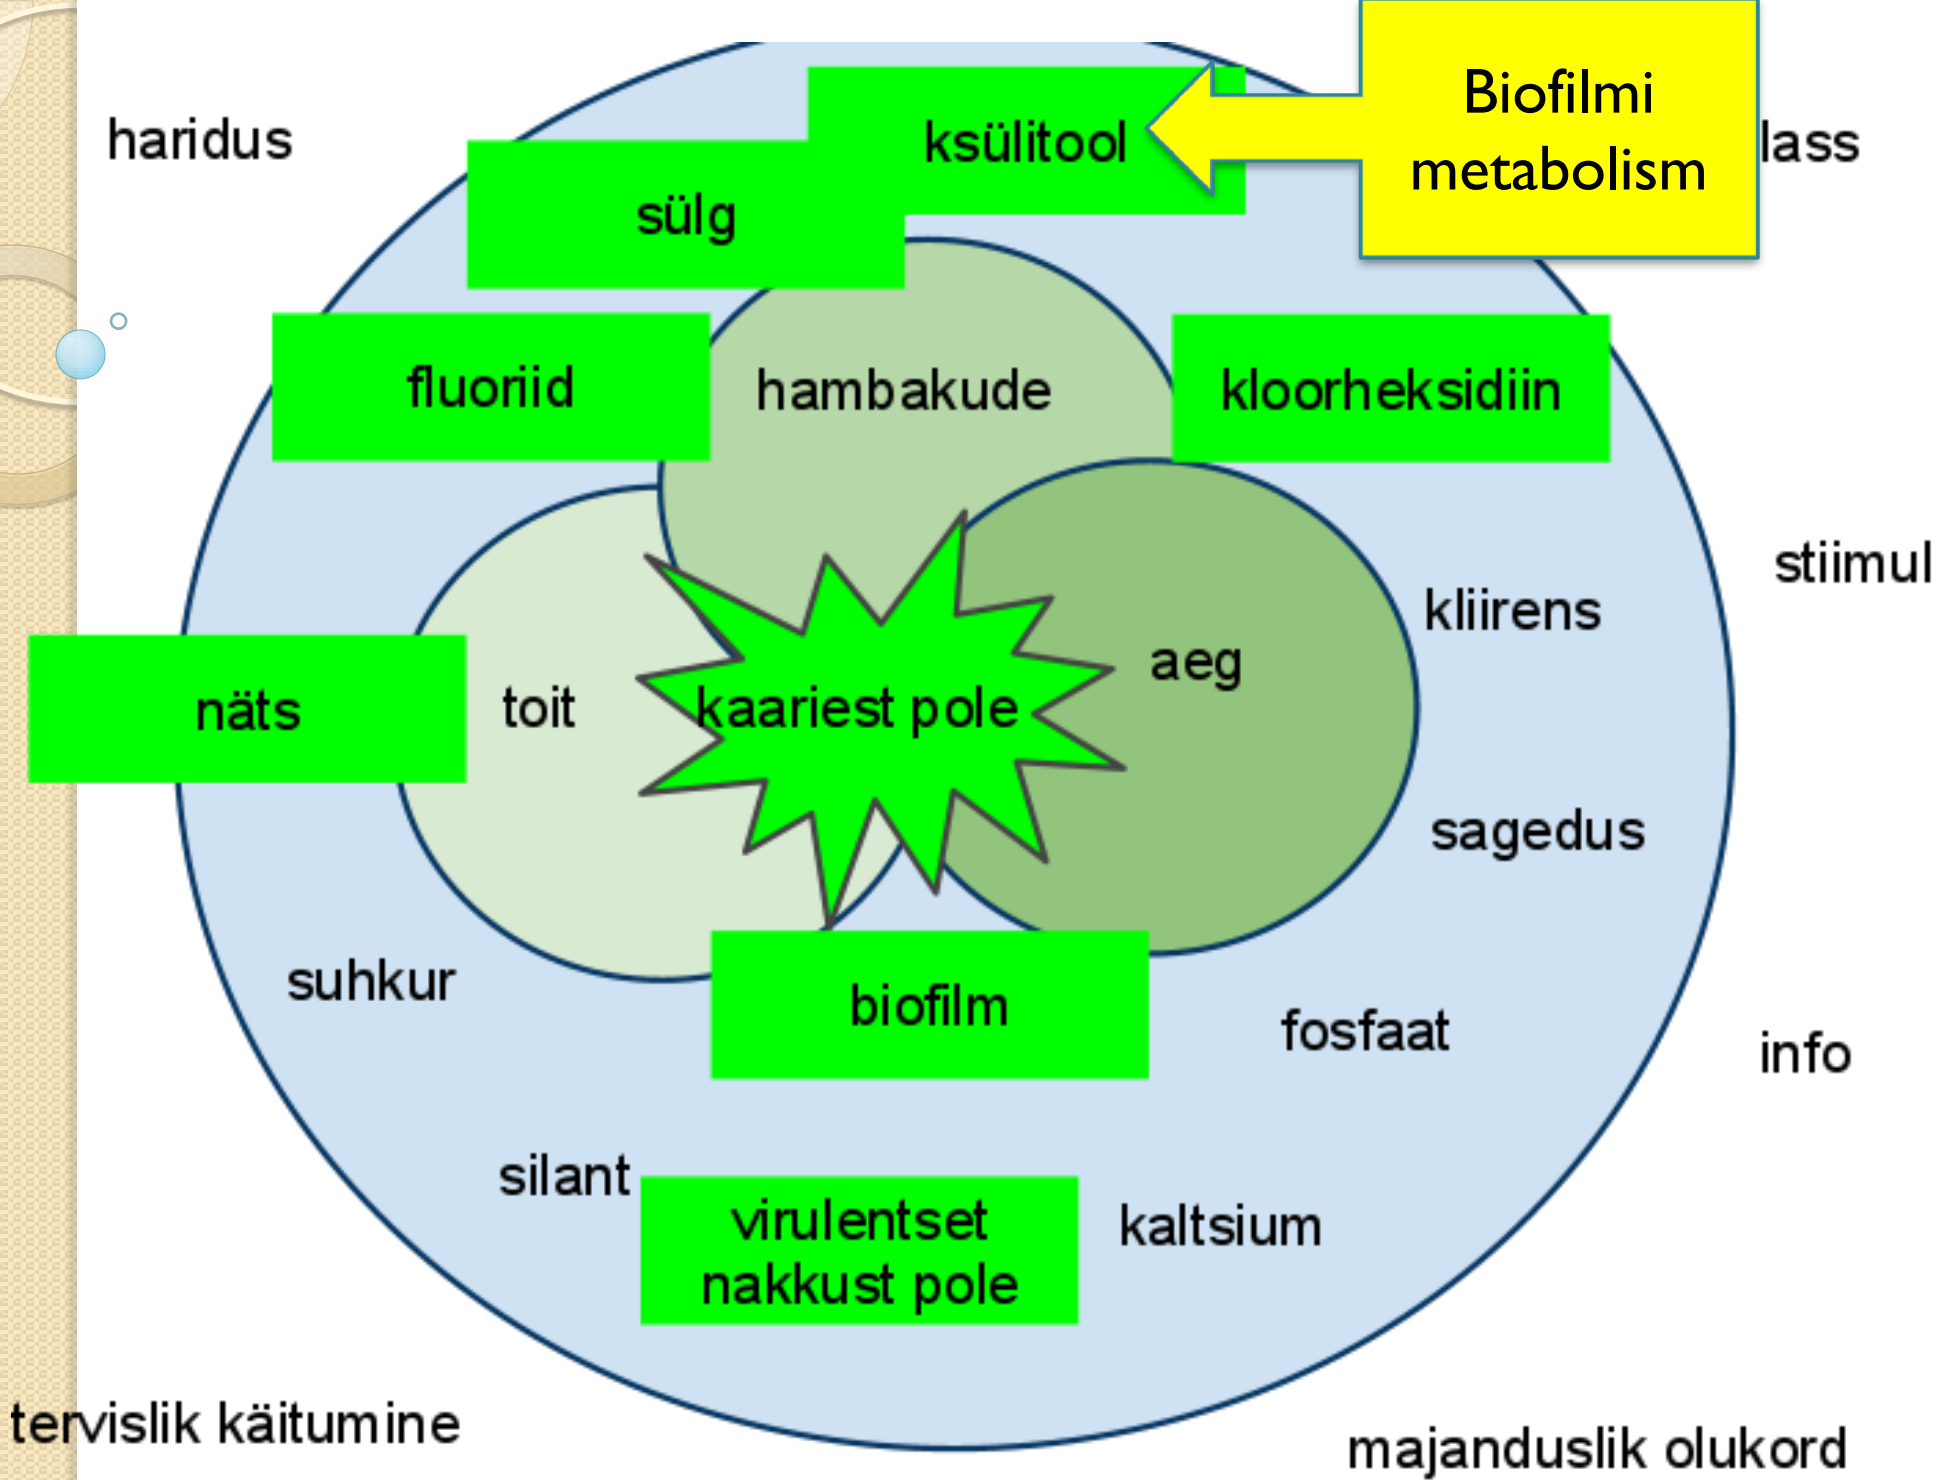 Biofilmi
metabolism
haridus
ksülitool
lass
sülg
fluoriid
hambakude
kloorheksidiin
stiimul
kliirens
aeg
näts
toit
kaariest pole
sagedus
suhkur
biofilm
fosfaat
info
silant
virulentset
nakkust pole
kaltsium
tervislik käitumine
majanduslik olukord